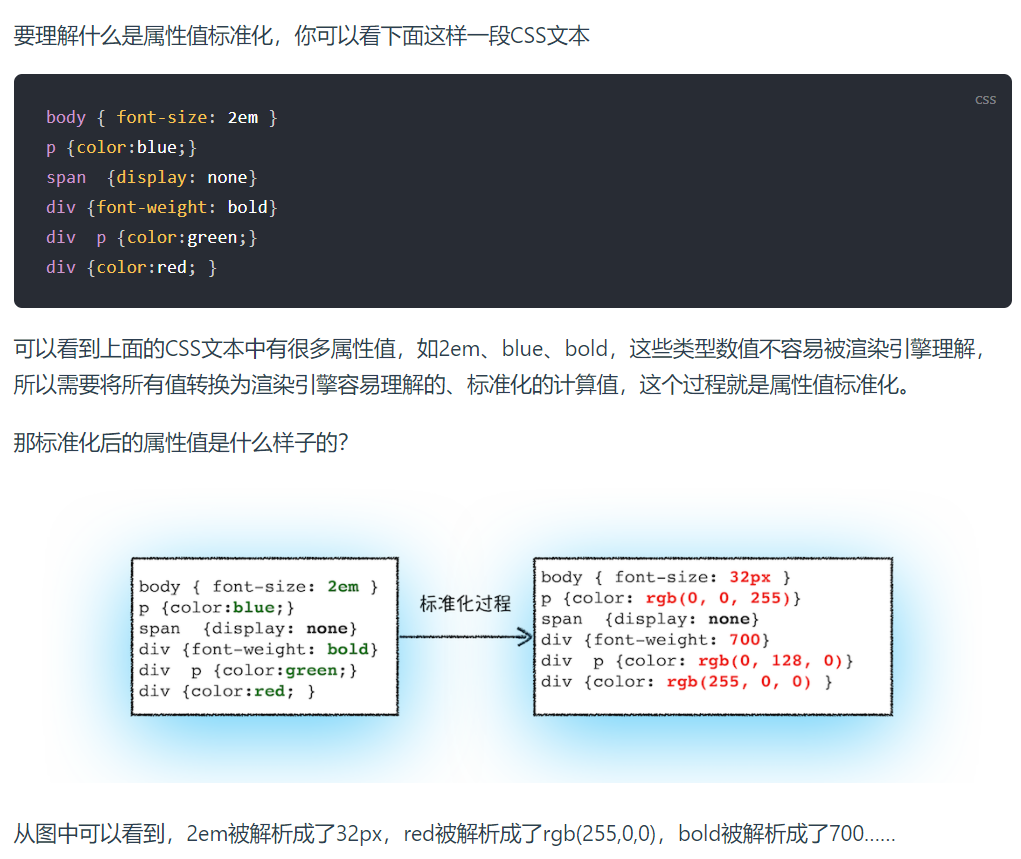 要理解什么是属性值标准化，你可以看下面这样一段CSS文本
css
body { font-size: 2em }
p {color:blue;}
span  {display: none}
div {font-weight: bold}
div  p {color:green;}
div {color:red; }
可以看到上面的CSS文本中有很多属性值，如2em、blue、bold，这些类型数值不容易被渲染引擎理解，
所以需要将所有值转换为渲染引擎容易理解的、标准化的计算值，这个过程就是属性值标准化。
那标准化后的属性值是什么样子的？
body { font-size: 2em }
p {color:blue;}
span  {display: none}
div {font-weight: bold}
div  p {color:green;}
div {color:red; }
标准化过程
body { font-size: 32px }
p {color: rgb(0, 0, 255)}
span  {display: none}
div {font-weight: 700}
div  p {color: rgb(0, 128, 0)}
div {color: rgb(255, 0, 0) }
从图中可以看到，2em被解析成了32px，red被解析成了rgb(255,0,0)，bold被解析成了700……